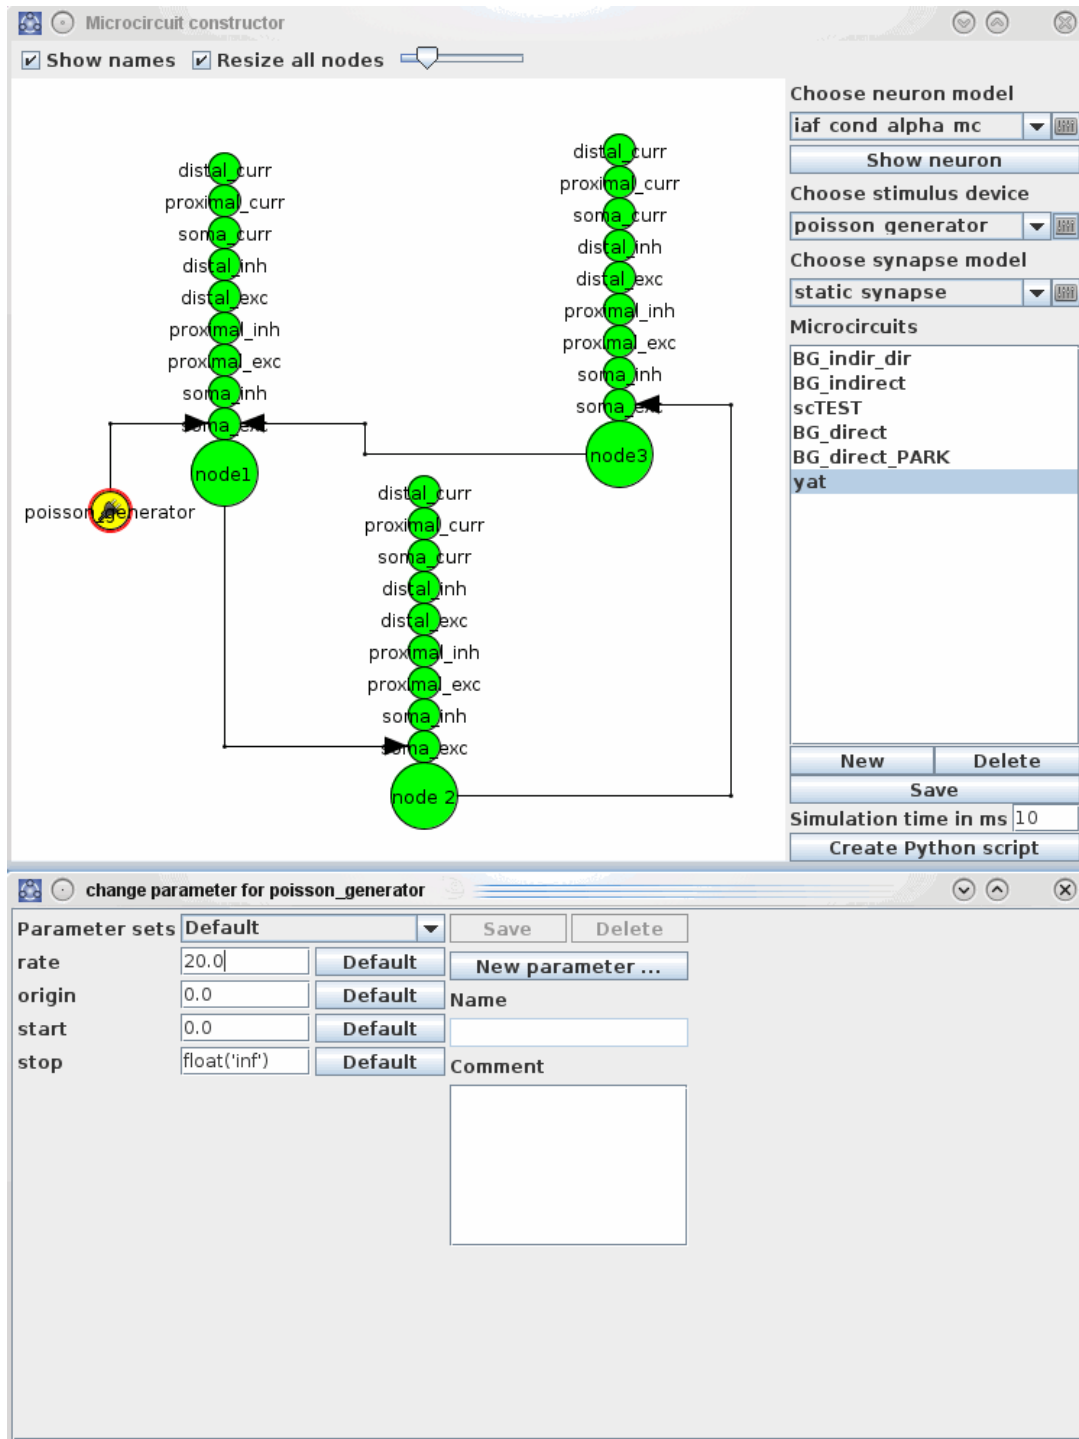 Microcircuit constructor
Show names Resize all nodes
distal_curr
proximal_curr
soma_curr
distal_inh
distal_exc
proximal_inh
proximal_exc
soma_inh
soma_exc
node1
poisson_generator
distal_curr
proximal_curr
soma_curr
distal_inh
distal_exc
proximal_inh
proximal_exc
soma_inh
soma_exc
node3
distal_curr
proximal_curr
soma_curr
distal_inh
distal_exc
proximal_inh
proximal_exc
soma_inh
soma_exc
node 2
Choose neuron model
iaf cond alpha mc
Show neuron
Choose stimulus device
poisson generator
Choose synapse model
static synapse
Microcircuits
BG_indir_dir
BG_indirect
scTEST
BG_direct
BG_direct_PARK
yat
New Delete
Save
Simulation time in ms 10
Create Python script
change parameter for poisson_generator
Parameter sets Default Save Delete
rate 20.0 Default New parameter ...
origin 0.0 Default Name
start 0.0 Default
stop float('inf') Default Comment